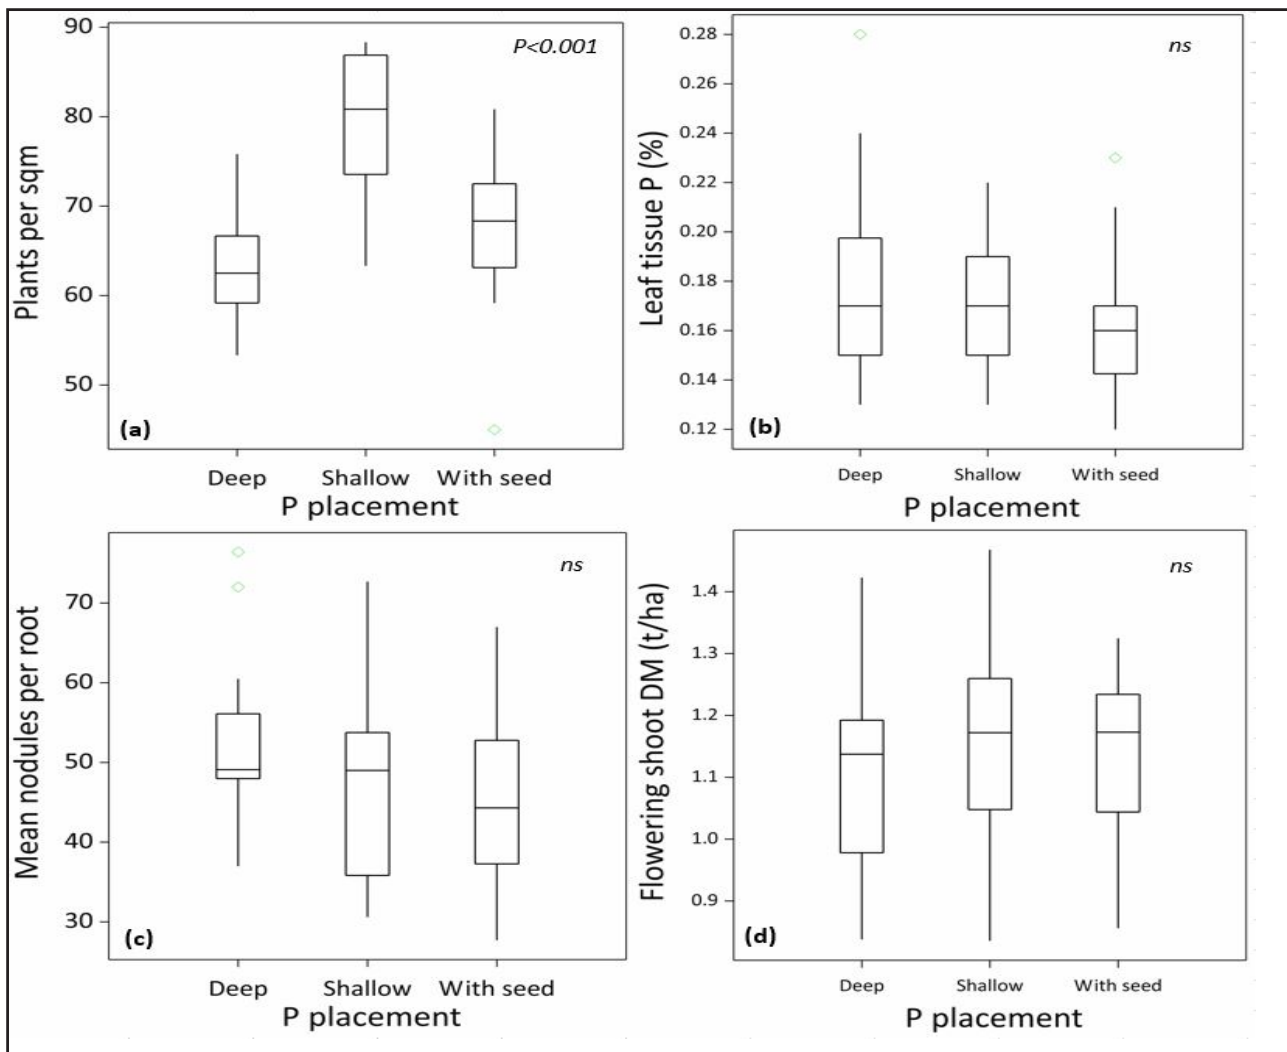 Plants per sqm
90
80
70
60
50
P<0.001
(a)
Deep Shallow With seed
P placement
Leaf tissue P (%)
0.28
0.26
0.24
0.22
0.20
0.18
0.16
0.14
0.12
ns
(b)
Deep Shallow With seed
P placement
Mean nodules per root
70
60
50
40
30
ns
(c)
Deep Shallow With seed
P placement
Flowering shoot DM (t/ha)
1.4
1.3
1.2
1.1
1.0
0.9
ns
(d)
Deep Shallow With seed
P placement